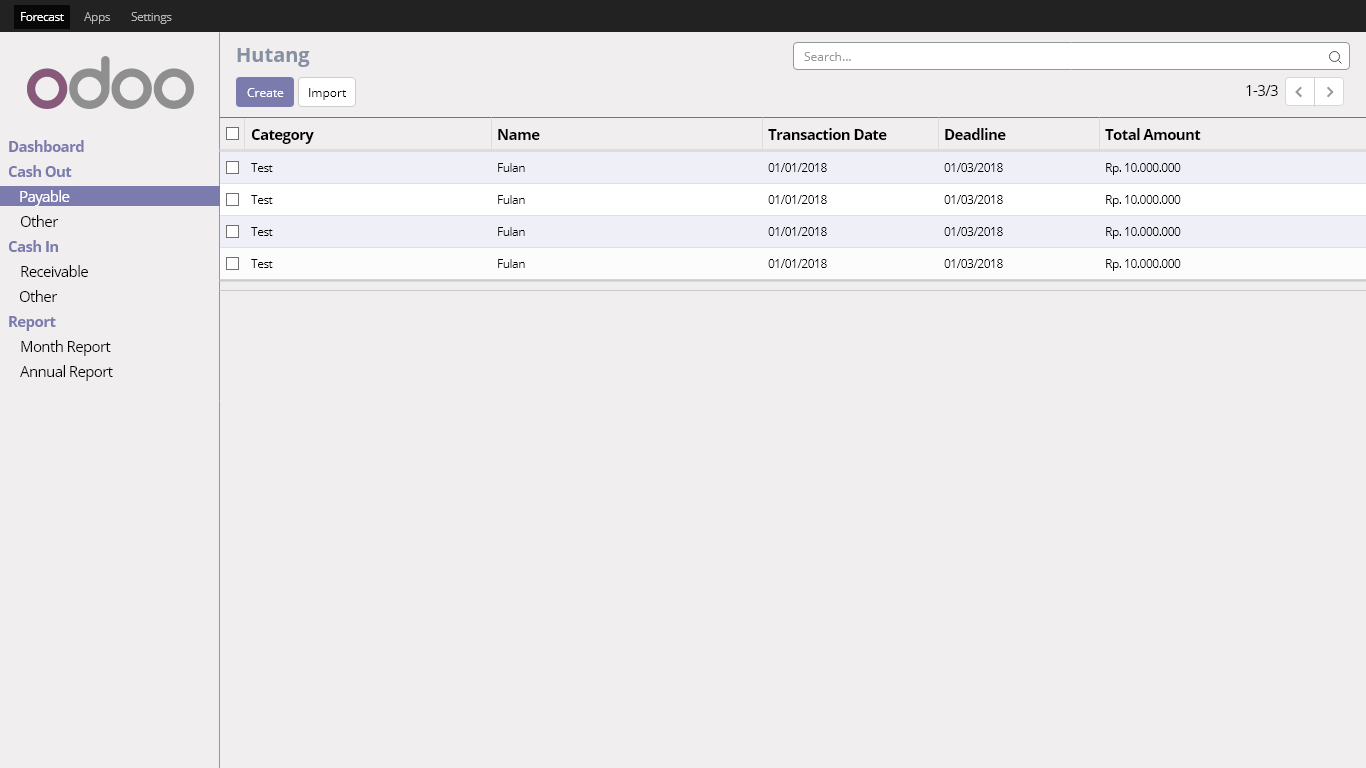 Forecast Apps Settings
odoo
Dashboard
Cash Out
Payable
Other
Cash In
Receivable
Other
Report
Month Report
Annual Report
Hutang
Search...
Create Import
1-3/3
Category Name Transaction Date Deadline Total Amount
Test Fulan 01/01/2018 01/03/2018 Rp. 10.000.000
Test Fulan 01/01/2018 01/03/2018 Rp. 10.000.000
Test Fulan 01/01/2018 01/03/2018 Rp. 10.000.000
Test Fulan 01/01/2018 01/03/2018 Rp. 10.000.000